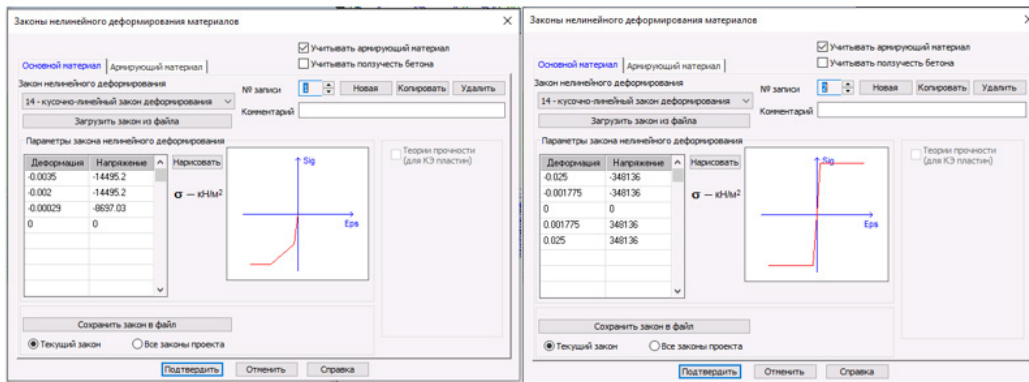 Законы нелинейного деформирования материалов
Учитывать армирующий материал
Основной материал Армирующий материал
Учитывать ползучесть бетона
Закон нелинейного деформирования
№ записи 1 Новая Копировать Удалить
14 - кусочно-линейный закон деформирования
Комментарий
Загрузить закон из файла
Параметры закона нелинейного деформирования
Деформация Напряжение Нарисовать
-0.0035 -14495.2
-0.002 -14495.2
-0.00029 -8697.03
0 0
σ – кН/м²
Sig
Eps
Теории прочности
(для КЭ пластин)
Сохранить закон в файл
Текущий закон Все законы проекта
Подтвердить Отменить Справка
Законы нелинейного деформирования материалов
Учитывать армирующий материал
Основной материал Армирующий материал
Учитывать ползучесть бетона
Закон нелинейного деформирования
№ записи 2 Новая Копировать Удалить
14 - кусочно-линейный закон деформирования
Комментарий
Загрузить закон из файла
Параметры закона нелинейного деформирования
Деформация Напряжение Нарисовать
-0.025 -348136
-0.001775 -348136
0 0
0.001775 348136
0.025 348136
σ – кН/м²
Sig
Eps
Теории прочности
(для КЭ пластин)
Сохранить закон в файл
Текущий закон Все законы проекта
Подтвердить Отменить Справка